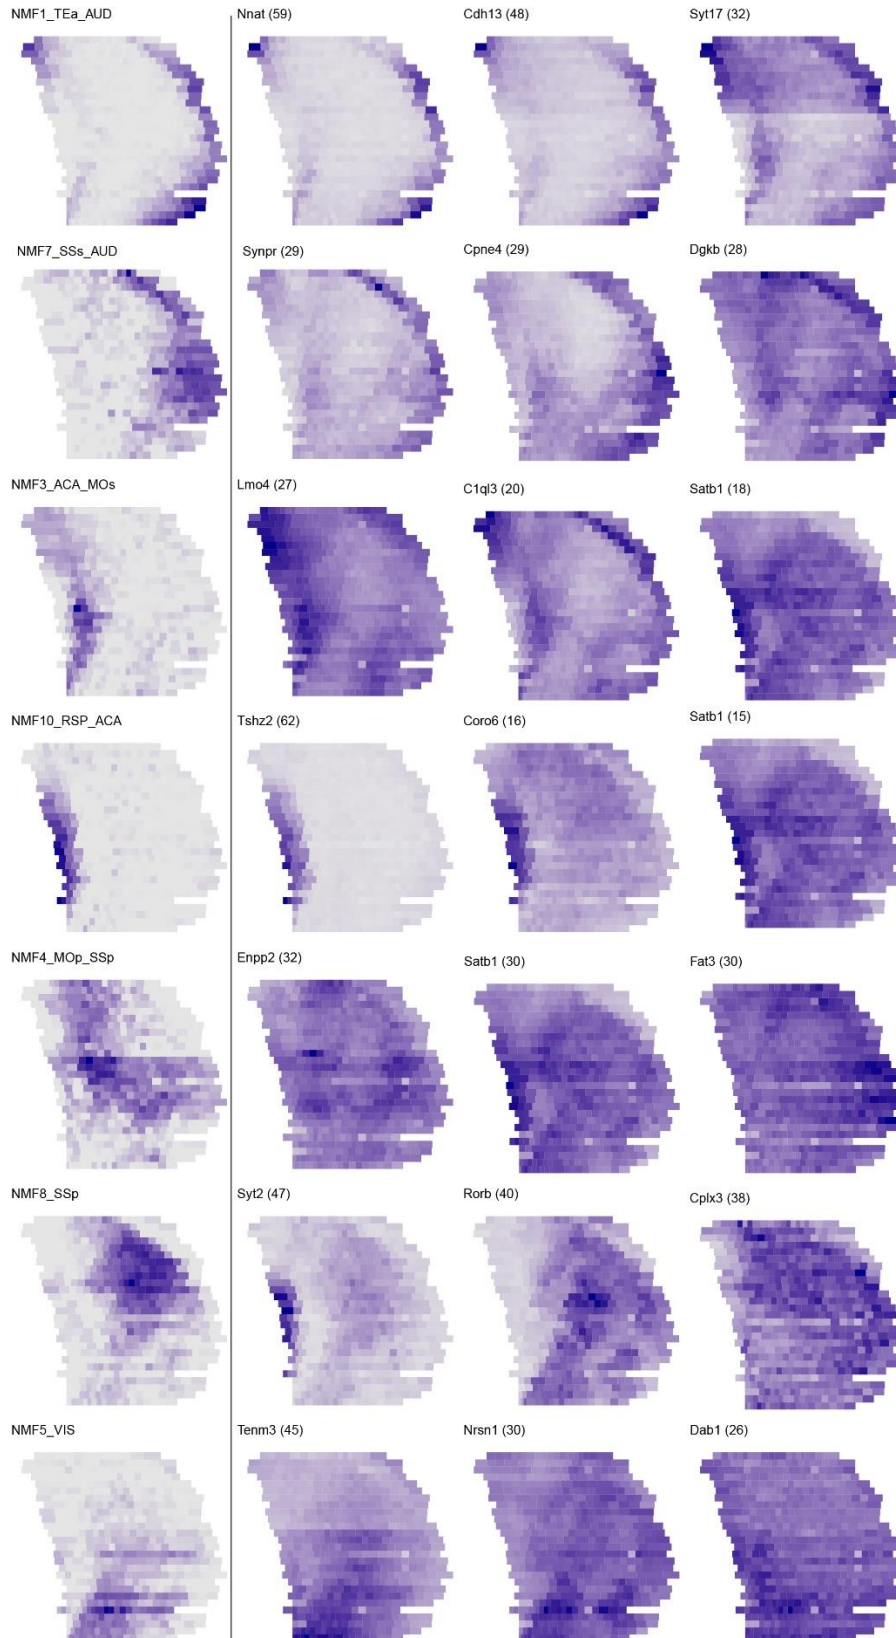 NMF1_TEa_AUD Nnat (59) Cdh13 (48) Syt17 (32)
NMF7_SSs_AUD Synpr (29) Cpne4 (29) Dgkb (28)
NMF3_ACA_MOs Lmo4 (27) C1ql3 (20) Satb1 (18)
NMF10_RSP_ACA Tshz2 (62) Coro6 (16) Satb1 (15)
NMF4_MOp_SSp Enpp2 (32) Satb1 (30) Fat3 (30)
NMF8_SSp Syt2 (47) Rorb (40) Cplx3 (38)
NMF5_VIS Tenm3 (45) Nrsn1 (30) Dab1 (26)